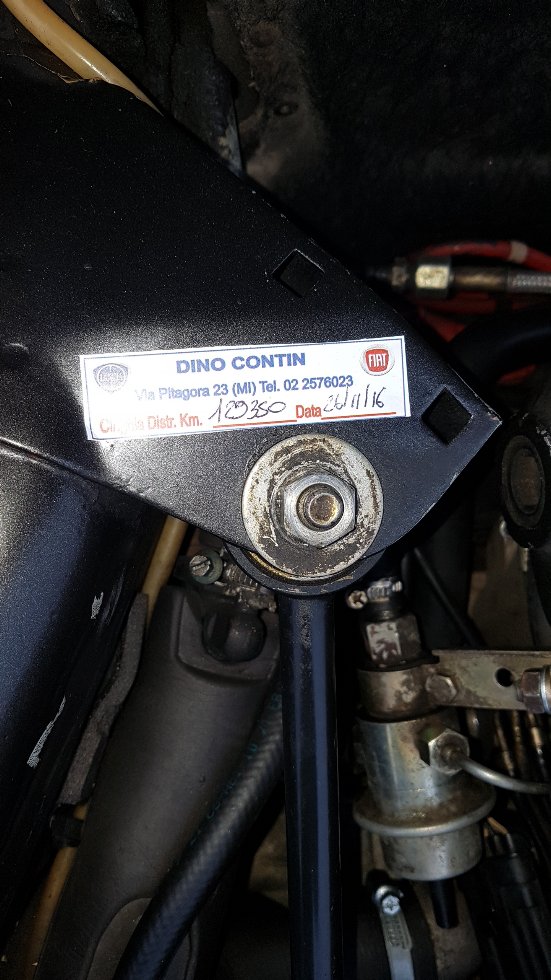 DINO CONTIN
FIAT
Via Pitagora 23 (MI) Tel. 02 2576023
Distr. Km. 129350 Data 26/11/16